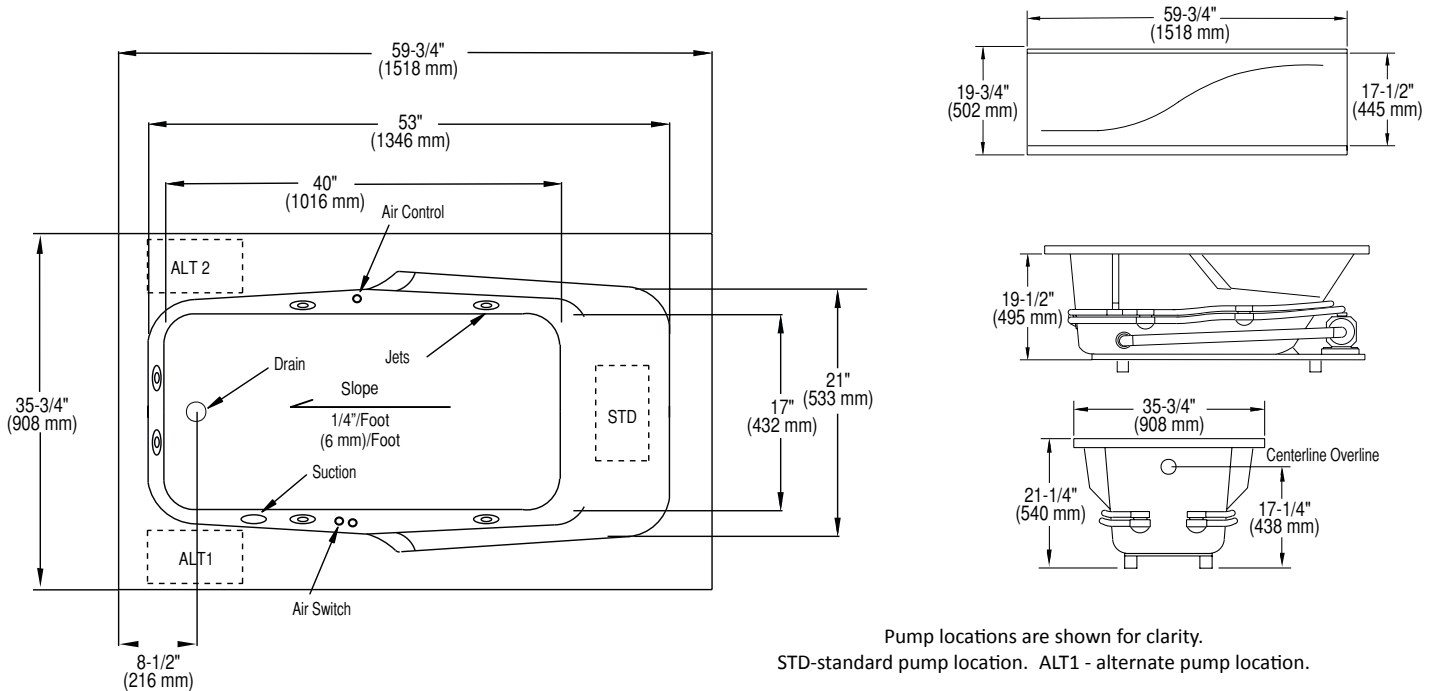 59-3/4"
(1518 mm)
53"
(1346 mm)
40"
(1016 mm)
Air Control
ALT 2
Jets
Drain
Slope
1/4"/Foot
(6 mm)/Foot
35-3/4"
(908 mm)
17"
(432 mm)
21"
(533 mm)
STD
Suction
ALT1
Air Switch
8-1/2"
(216 mm)
59-3/4"
(1518 mm)
19-3/4"
(502 mm)
17-1/2"
(445 mm)
19-1/2"
(495 mm)
35-3/4"
(908 mm)
Centerline Overline
21-1/4"
(540 mm)
17-1/4"
(438 mm)
Pump locations are shown for clarity.
STD-standard pump location. ALT1 - alternate pump location.